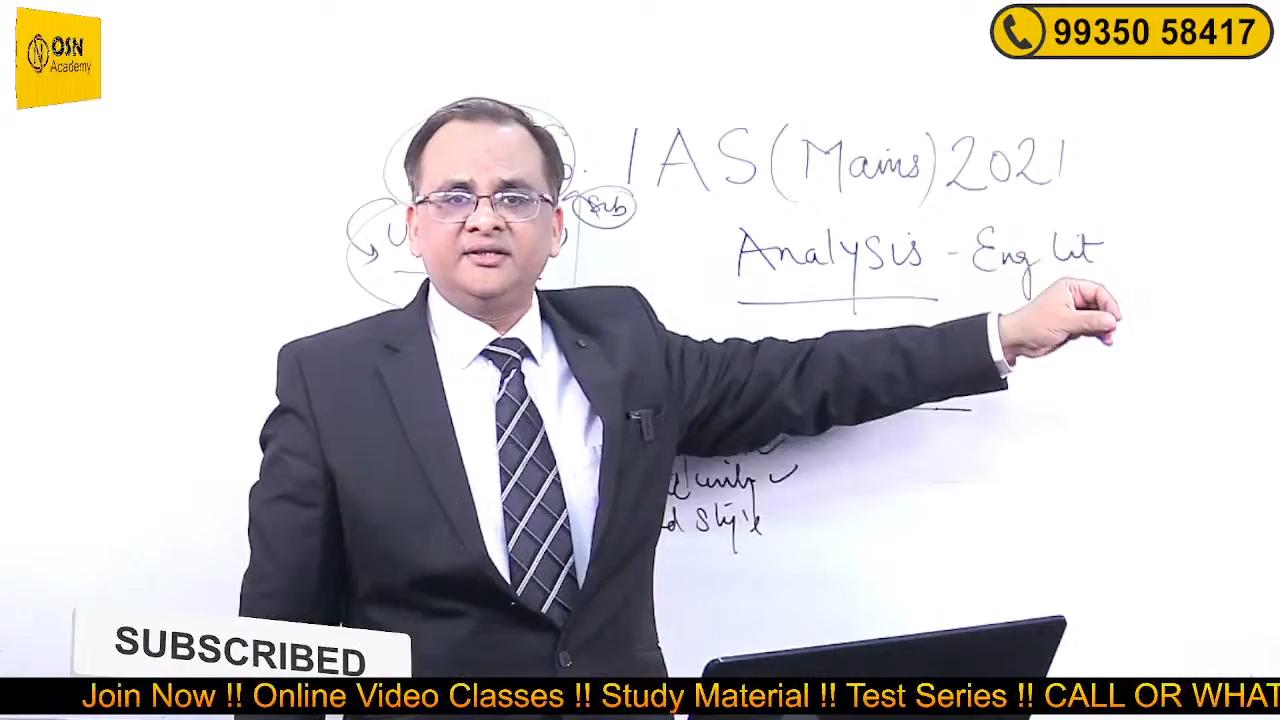 OSN
Academy
99350 58417
IAS (Mains) 2021
Sub
Analysis - Eng lit
Style
SUBSCRIBED
Join Now !! Online Video Classes !! Study Material !! Test Series !! CALL OR WHAT